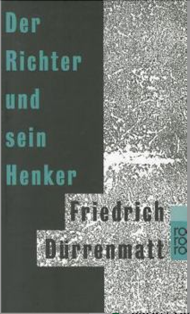 Der
Richter
und
sein
Henker
Friedrich
Dürrenmatt
rororo